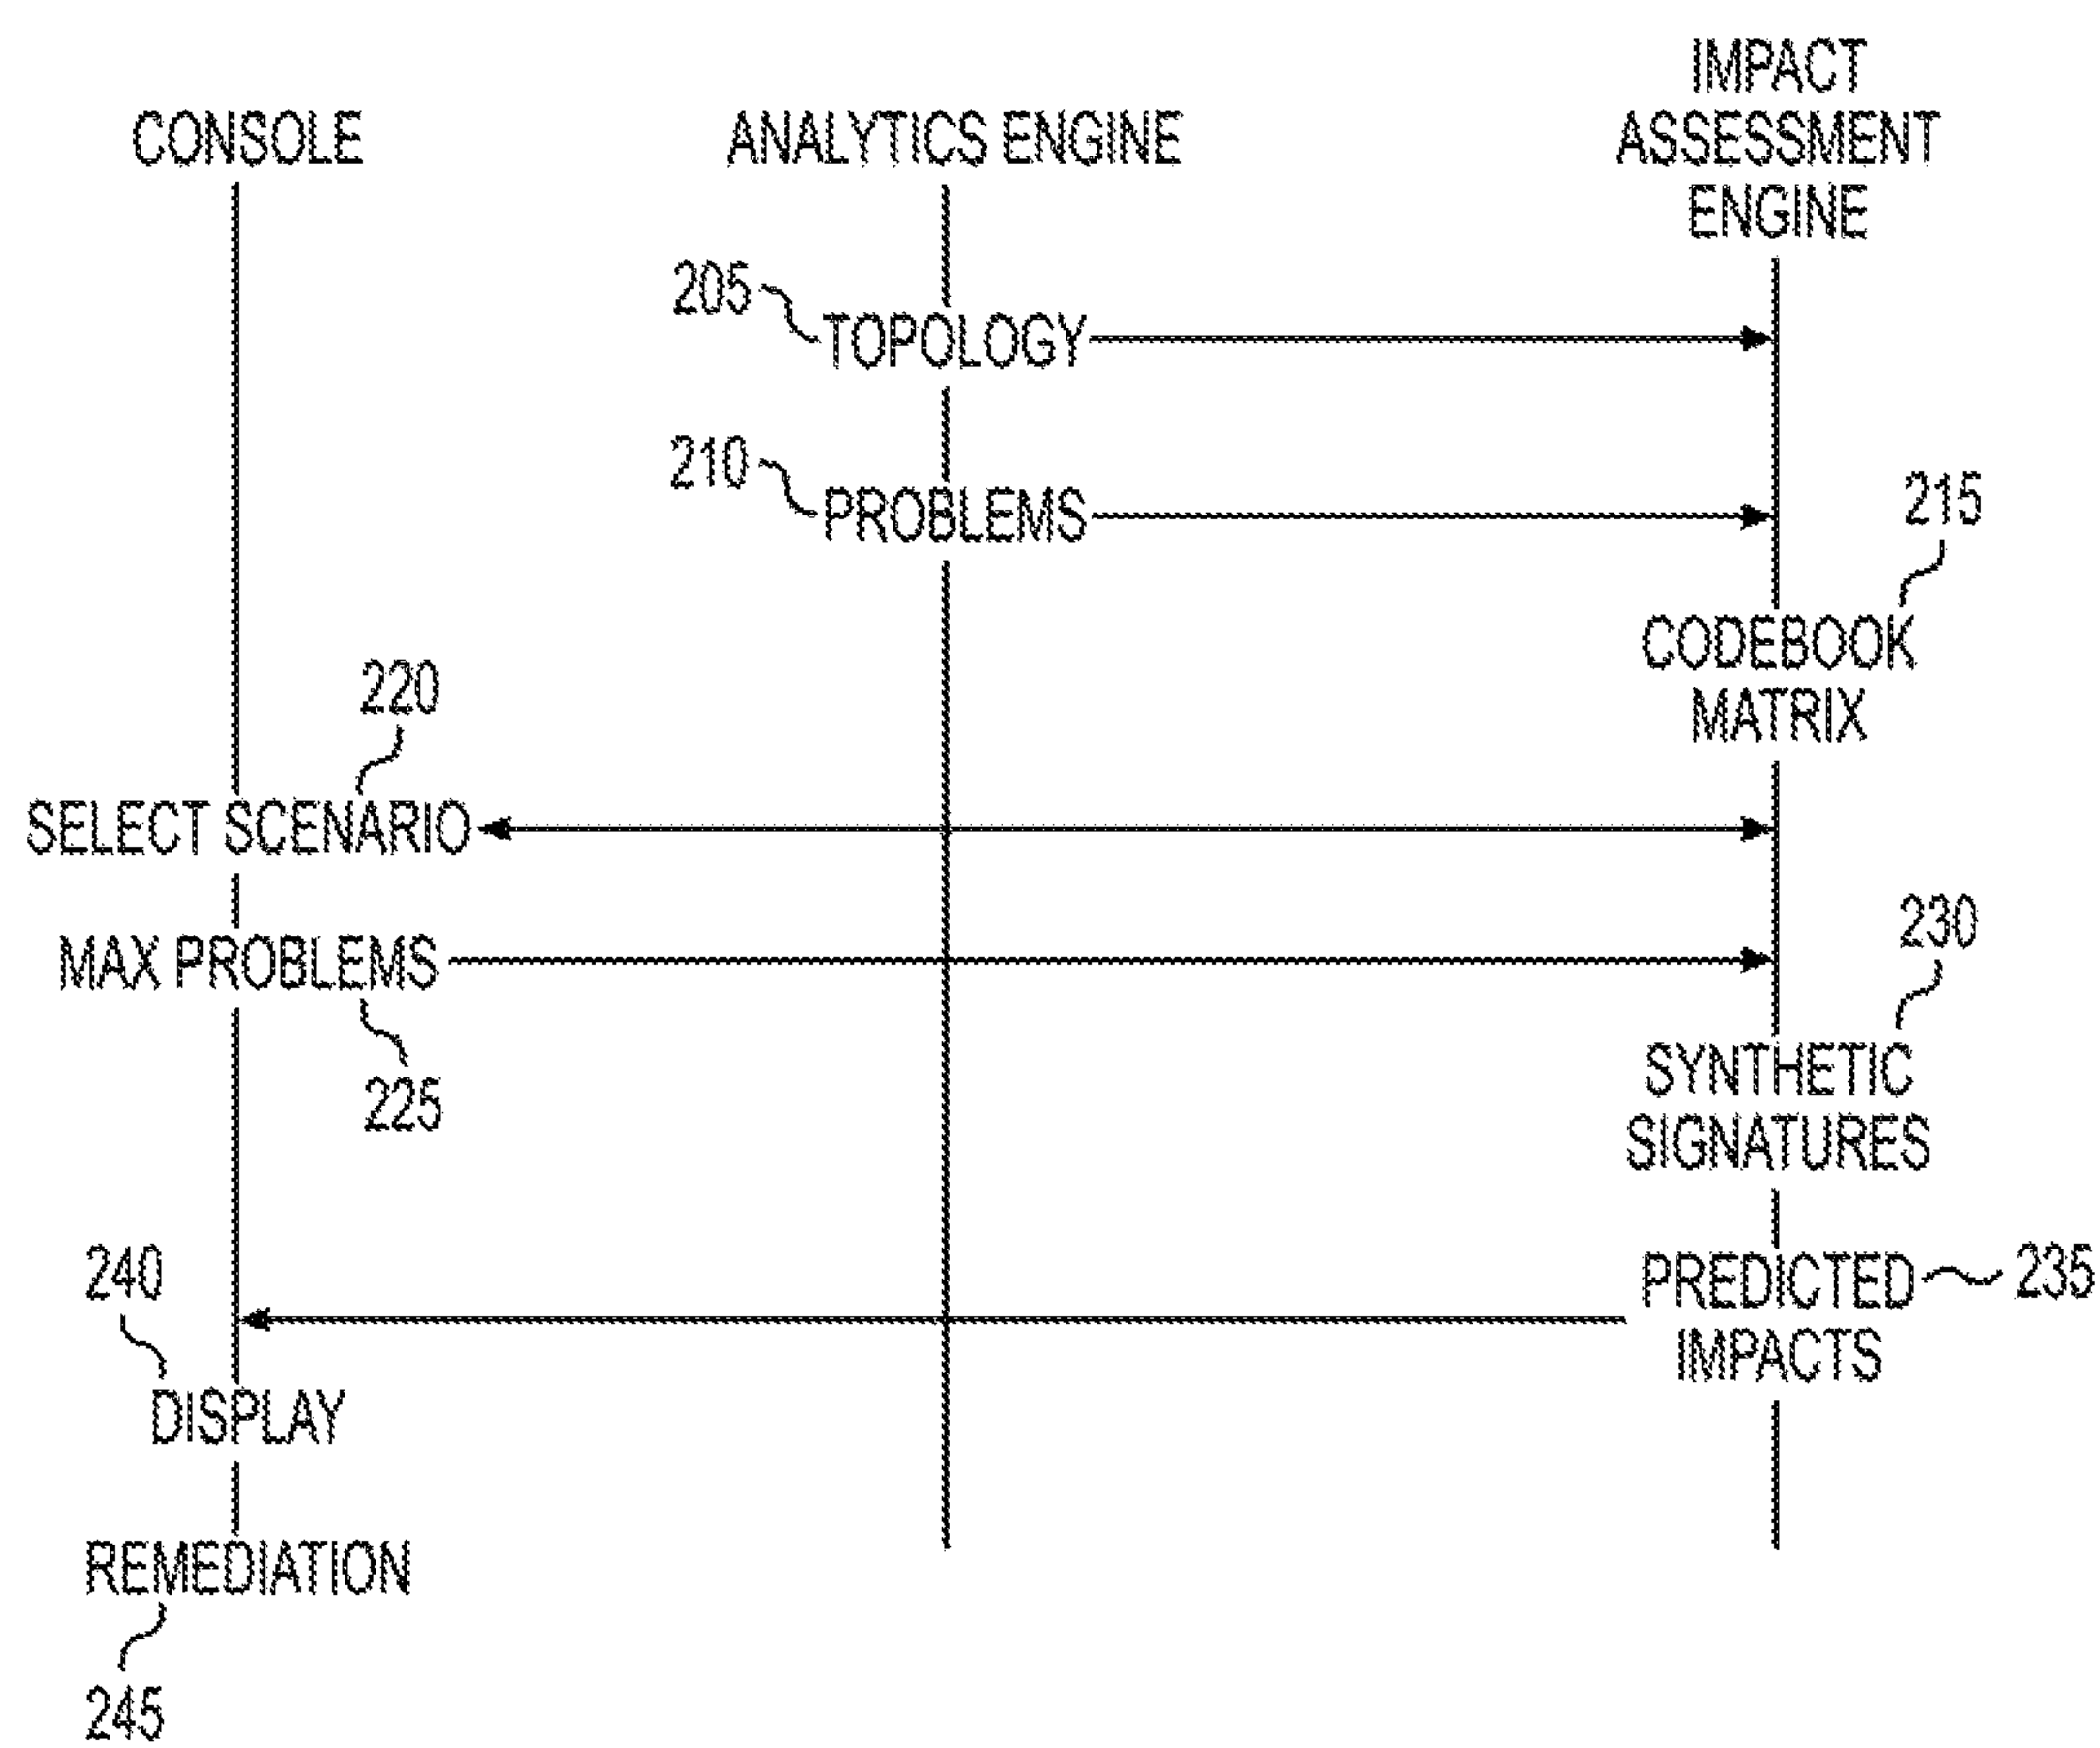 IMPACT
ASSESSMENT
ENGINE
CONSOLE
ANALYTICS ENGINE
205
TOPOLOGY
210
PROBLEMS
215
CODEBOOK
MATRIX
220
SELECT SCENARIO
MAX PROBLEMS
225
230
SYNTHETIC
SIGNATURES
PREDICTED
IMPACTS
235
240
DISPLAY
REMEDIATION
245